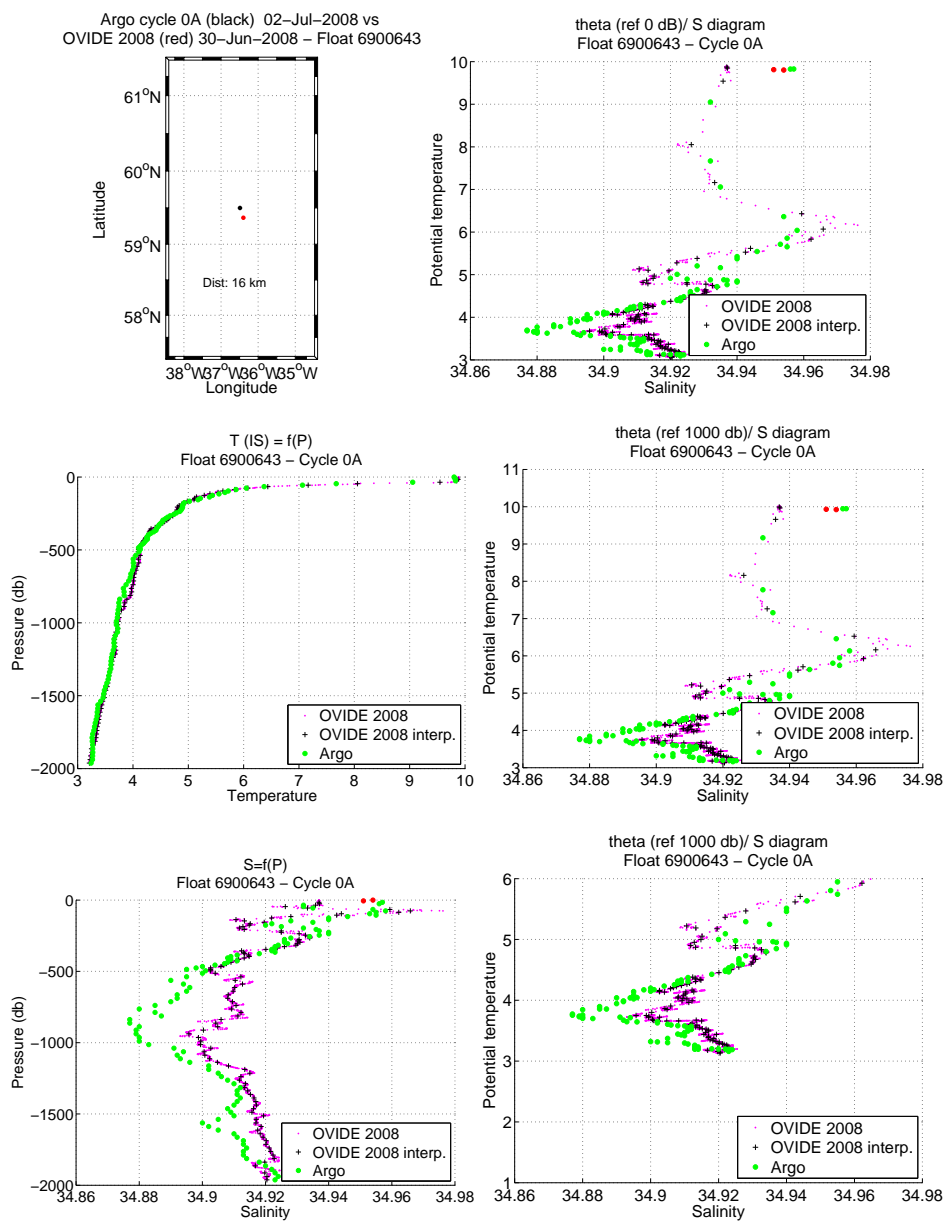 Argo cycle 0A (black)  02−Jul−2008 vs
OVIDE 2008 (red) 30−Jun−2008 − Float 6900643
61°N
60°N
59°N
58°N
Latitude
Dist: 16 km
38°W 37°W 36°W 35°W
Longitude
theta (ref 0 dB)/ S diagram
Float 6900643 − Cycle 0A
10
9
8
7
6
5
4
3
Potential temperature
OVIDE 2008
OVIDE 2008 interp.
Argo
34.86 34.88 34.9 34.92 34.94 34.96 34.98
Salinity
T (IS) = f(P)
Float 6900643 − Cycle 0A
0
−500
−1000
−1500
−2000
Pressure (db)
OVIDE 2008
OVIDE 2008 interp.
Argo
3 4 5 6 7 8 9 10
Temperature
theta (ref 1000 db)/ S diagram
Float 6900643 − Cycle 0A
11
10
9
8
7
6
5
4
3
Potential temperature
OVIDE 2008
OVIDE 2008 interp.
Argo
34.86 34.88 34.9 34.92 34.94 34.96 34.98
Salinity
S=f(P)
Float 6900643 − Cycle 0A
0
−500
−1000
−1500
−2000
Pressure (db)
OVIDE 2008
OVIDE 2008 interp.
Argo
34.86 34.88 34.9 34.92 34.94 34.96 34.98
Salinity
theta (ref 1000 db)/ S diagram
Float 6900643 − Cycle 0A
6
5
4
3
2
1
Potential temperature
OVIDE 2008
OVIDE 2008 interp.
Argo
34.86 34.88 34.9 34.92 34.94 34.96 34.98
Salinity